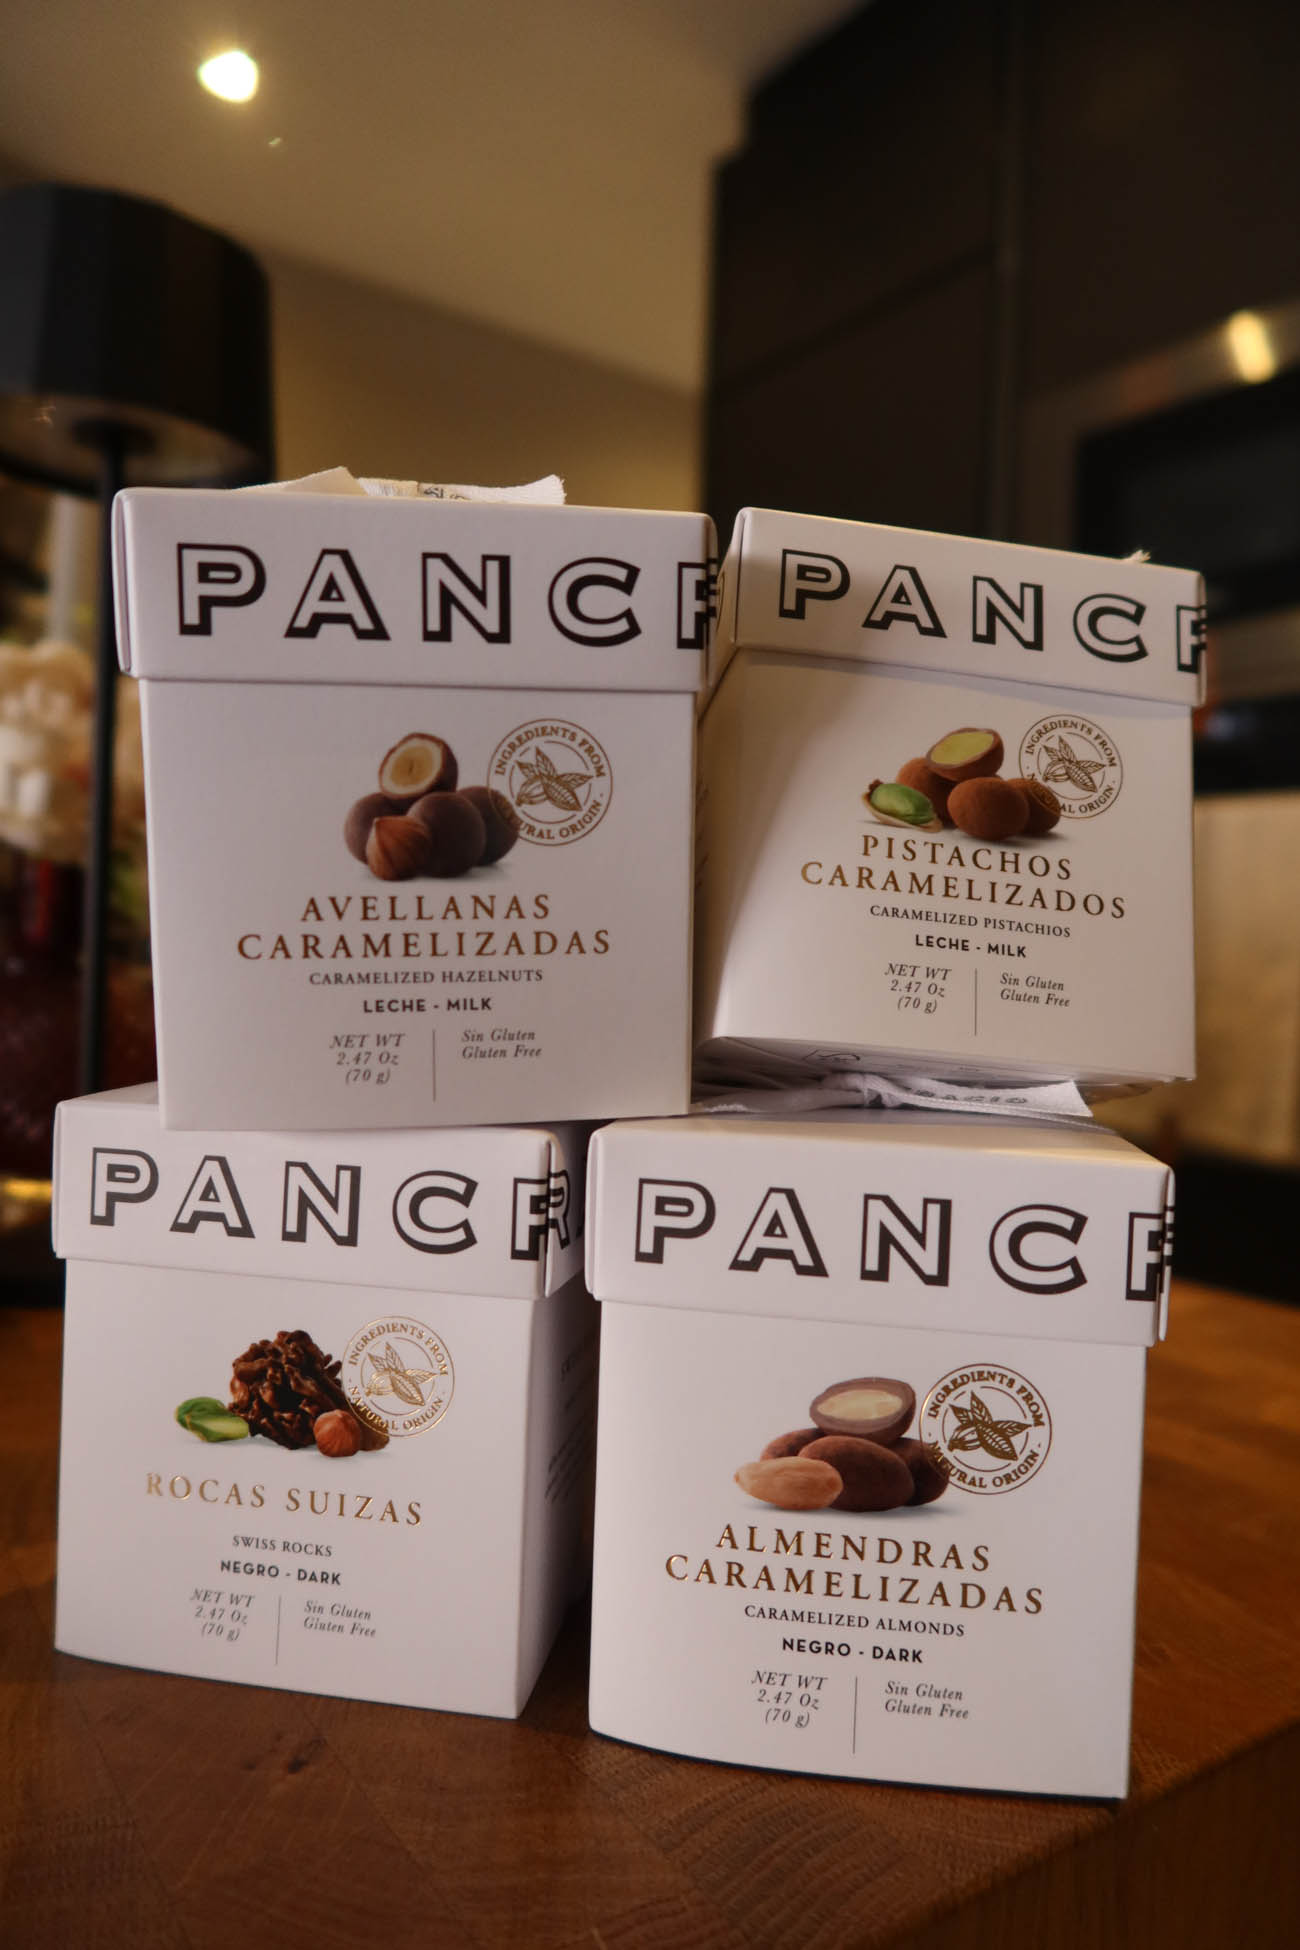 PANCR
INGREDIENTS FROM
NATURAL ORIGIN
AVELLANAS
CARAMELIZADAS
CARAMELIZED HAZELNUTS
LECHE - MILK
NET WT
2.47 Oz
(70 g)
Sin Gluten
Gluten Free
PANCR
INGREDIENTS FROM
NATURAL ORIGIN
PISTACHOS
CARAMELIZADOS
CARAMELIZED PISTACHIOS
LECHE - MILK
NET WT
2.47 Oz
(70 g)
Sin Gluten
Gluten Free
PANCR
INGREDIENTS FROM
NATURAL ORIGIN
ROCAS SUIZAS
SWISS ROCKS
NEGRO - DARK
NET WT
2.47 Oz
(70 g)
Sin Gluten
Gluten Free
PANCR
INGREDIENTS FROM
NATURAL ORIGIN
ALMENDRAS
CARAMELIZADAS
CARAMELIZED ALMONDS
NEGRO - DARK
NET WT
2.47 Oz
(70 g)
Sin Gluten
Gluten Free